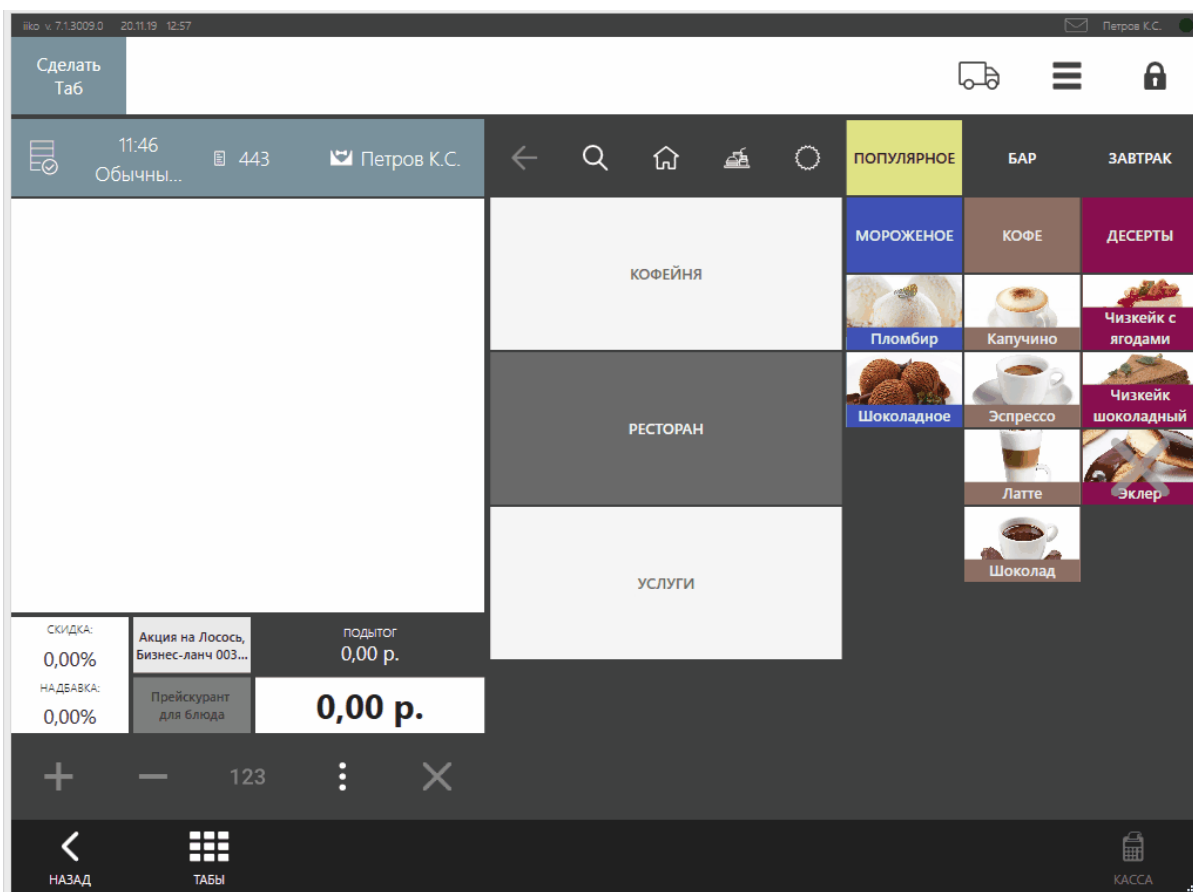 iiko v. 7.1.3009.0 20.11.19 12:57
Петров К.С.
Сделать
Таб
11:46
Обычны...
443
Петров К.С.
ПОПУЛЯРНОЕ
БАР
ЗАВТРАК
МОРОЖЕНОЕ
КОФЕ
ДЕСЕРТЫ
КОФЕЙНЯ
РЕСТОРАН
УСЛУГИ
Пломбир
Капучино
Чизкейк с
ягодами
Шоколадное
Эспрессо
Чизкейк
шоколадный
Латте
Эклер
Шоколад
СКИДКА:
0,00%
НАДБАВКА:
0,00%
Акция на Лосось,
Бизнес-ланч 003...
Прейскурант
для блюда
ПОДЫТОГ
0,00 р.
0,00 р.
123
НАЗАД
ТАБЫ
КАССА